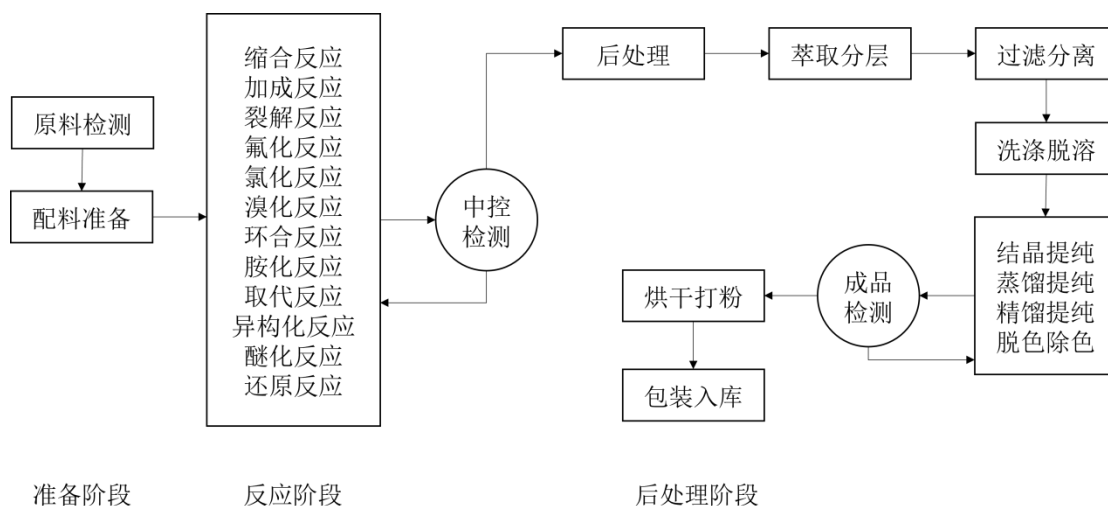 原料检测
配料准备
缩合反应
加成反应
裂解反应
氟化反应
氯化反应
溴化反应
环合反应
胺化反应
取代反应
异构化反应
醚化反应
还原反应
中控
检测
后处理
萃取分层
过滤分离
洗涤脱溶
结晶提纯
蒸馏提纯
精馏提纯
脱色除色
成品
检测
烘干打粉
包装入库
准备阶段
反应阶段
后处理阶段